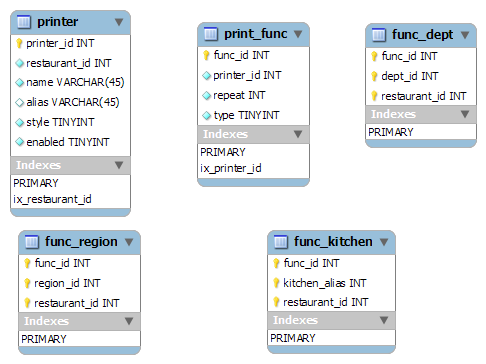 printer
printer_id INT
restaurant_id INT
name VARCHAR(45)
alias VARCHAR(45)
style TINYINT
enabled TINYINT
Indexes
PRIMARY
ix_restaurant_id
print_func
func_id INT
printer_id INT
repeat INT
type TINYINT
Indexes
PRIMARY
ix_printer_id
func_dept
func_id INT
dept_id INT
restaurant_id INT
Indexes
PRIMARY
func_region
func_id INT
region_id INT
restaurant_id INT
Indexes
PRIMARY
func_kitchen
func_id INT
kitchen_alias INT
restaurant_id INT
Indexes
PRIMARY